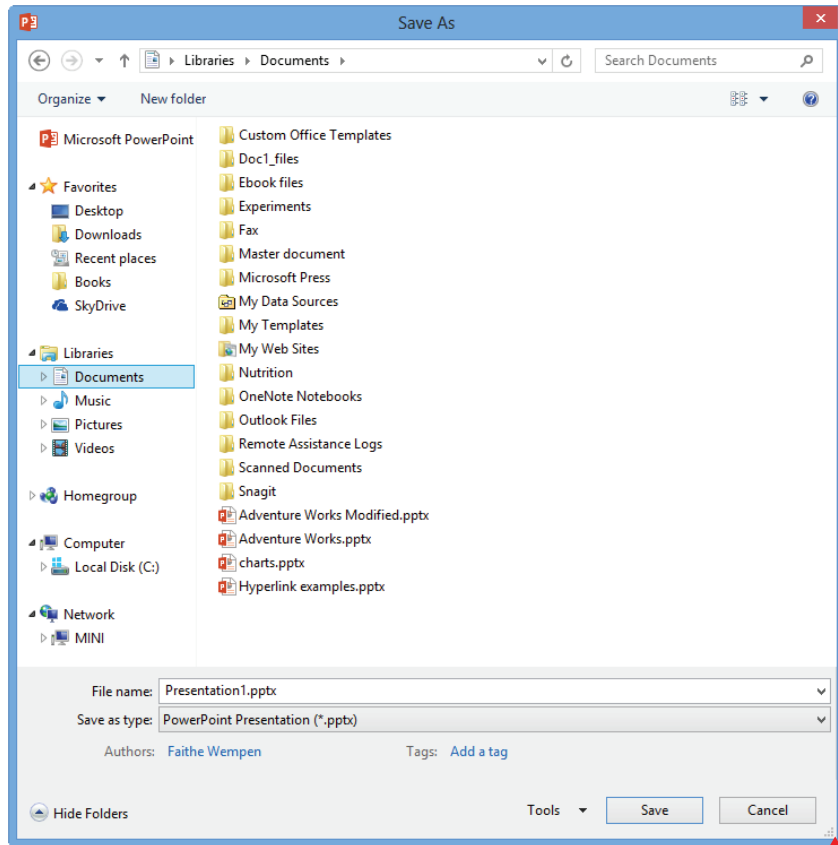 Save As
Libraries Documents
Search Documents
Organize New folder
Microsoft PowerPoint
Favorites
Desktop
Downloads
Recent places
Books
SkyDrive
Libraries
Documents
Music
Pictures
Videos
Homegroup
Computer
Local Disk (C:)
Network
MINI
Custom Office Templates
Doc1_files
Ebook files
Experiments
Fax
Master document
Microsoft Press
My Data Sources
My Templates
My Web Sites
Nutrition
OneNote Notebooks
Outlook Files
Remote Assistance Logs
Scanned Documents
Snagit
Adventure Works Modified.pptx
Adventure Works.pptx
charts.pptx
Hyperlink examples.pptx
File name: Presentation1.pptx
Save as type: PowerPoint Presentation (*.pptx)
Authors: Faithe Wempen Tags: Add a tag
Hide Folders Tools Save Cancel